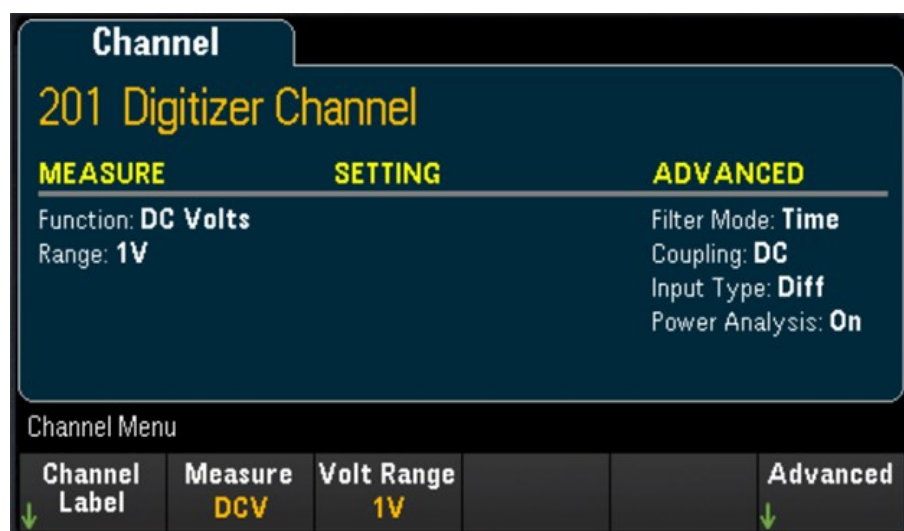 Channel
201 Digitizer Channel
MEASURE
Function: DC Volts
Range: 1V
SETTING
ADVANCED
Filter Mode: Time
Coupling: DC
Input Type: Diff
Power Analysis: On
Channel Menu
Channel
Label
Measure
DCV
Volt Range
1V
Advanced